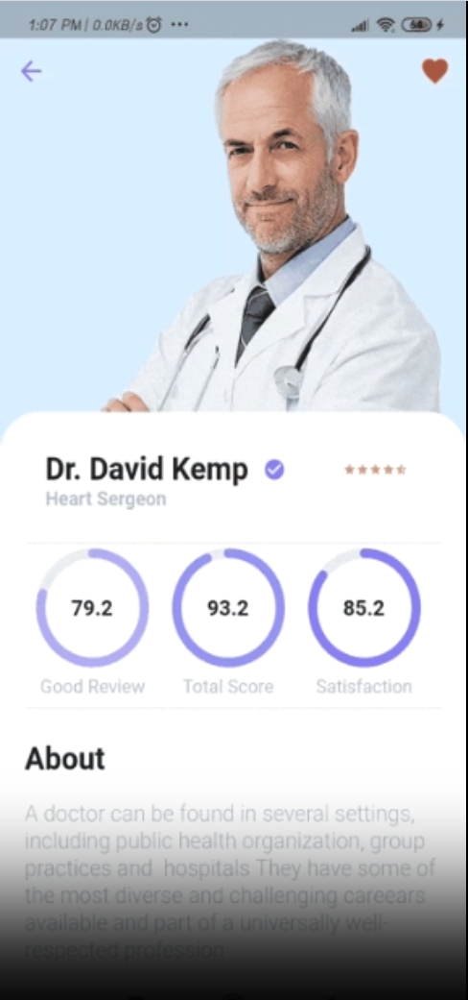 1:07 PM | 0.0KB/s ...
Dr. David Kemp
Heart Sergeon
79.2
93.2
85.2
Good Review
Total Score
Satisfaction
About
A doctor can be found in several settings,
including public health organization, group
practices and  hospitals They have some of
the most diverse and challenging careears
available and part of a universally well-
respected profession